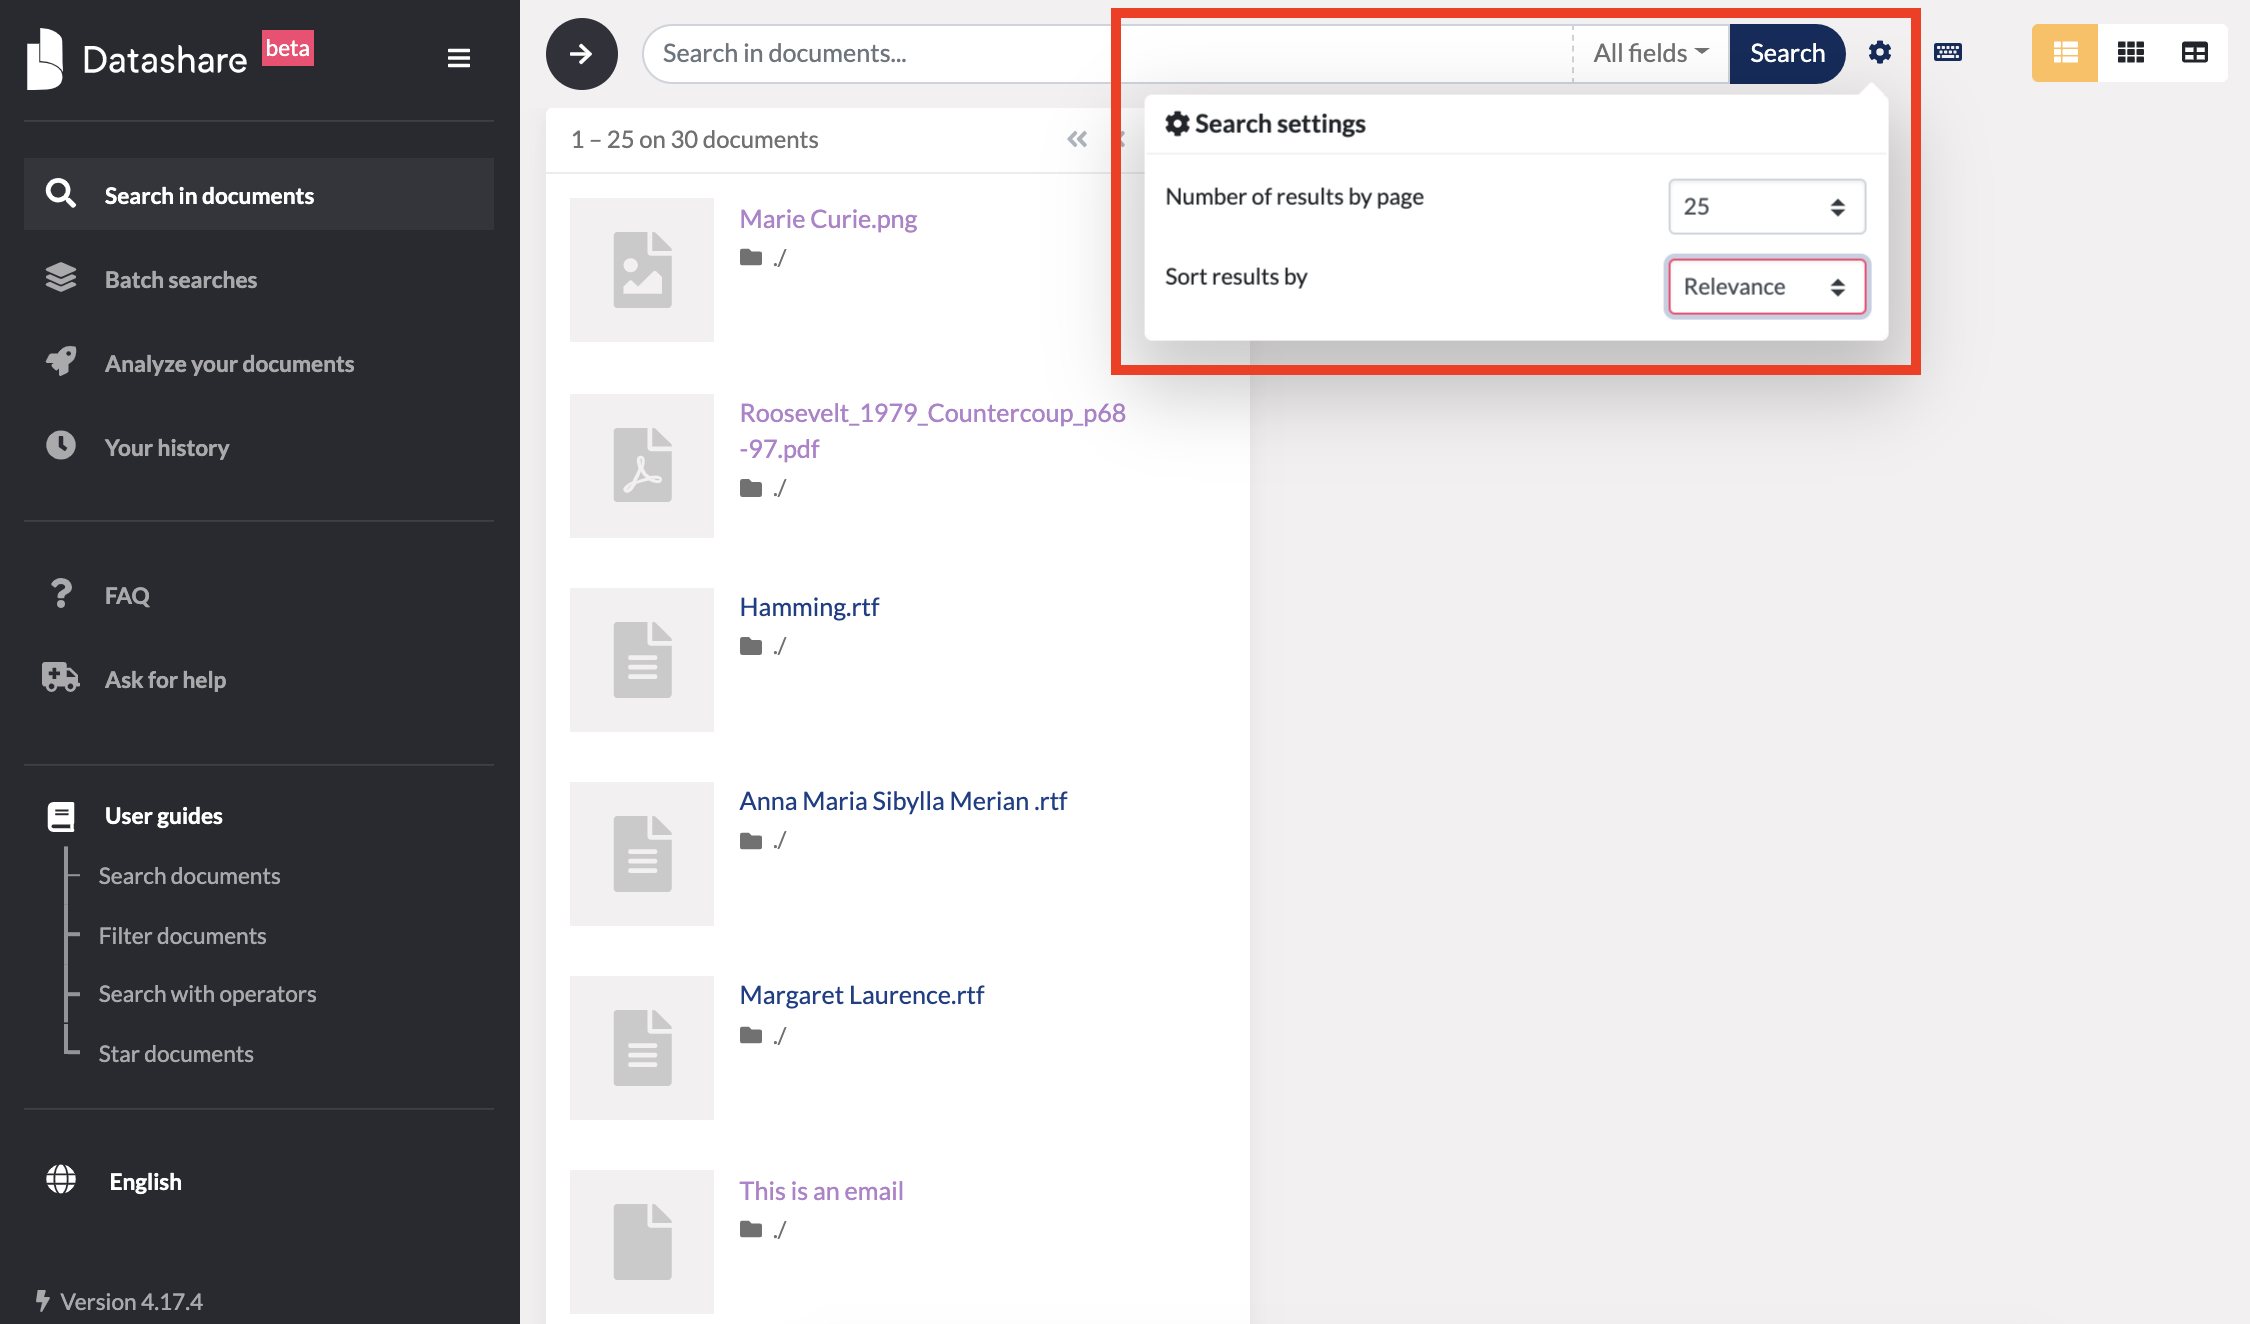 Datashare beta
Search in documents
Batch searches
Analyze your documents
Your history
FAQ
Ask for help
User guides
Search documents
Filter documents
Search with operators
Star documents
English
Version 4.17.4
Search in documents...
All fields
Search
1 – 25 on 30 documents
Search settings
Number of results by page
25
Sort results by
Relevance
Marie Curie.png
./
Roosevelt_1979_Countercoup_p68
-97.pdf
./
Hamming.rtf
./
Anna Maria Sibylla Merian .rtf
./
Margaret Laurence.rtf
./
This is an email
./